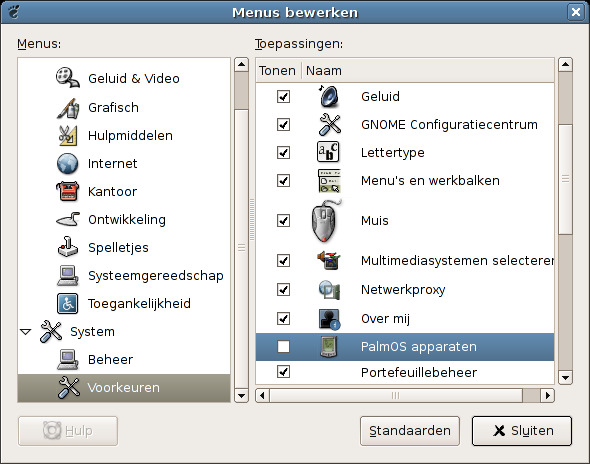 Menus bewerken
Menus:
Geluid & Video
Grafisch
Hulpmiddelen
Internet
Kantoor
Ontwikkeling
Spelletjes
Systeemgereedschap
Toegankelijkheid
System
Beheer
Voorkeuren
Toepassingen:
Tonen Naam
Geluid
GNOME Configuratiecentrum
abc
Lettertype
Menu's en werkbalken
Muis
Multimediasystemen selecteren
Netwerkproxy
Over mij
PalmOS apparaten
Portefeuillebeheer
Hulp
Standaarden
Sluiten